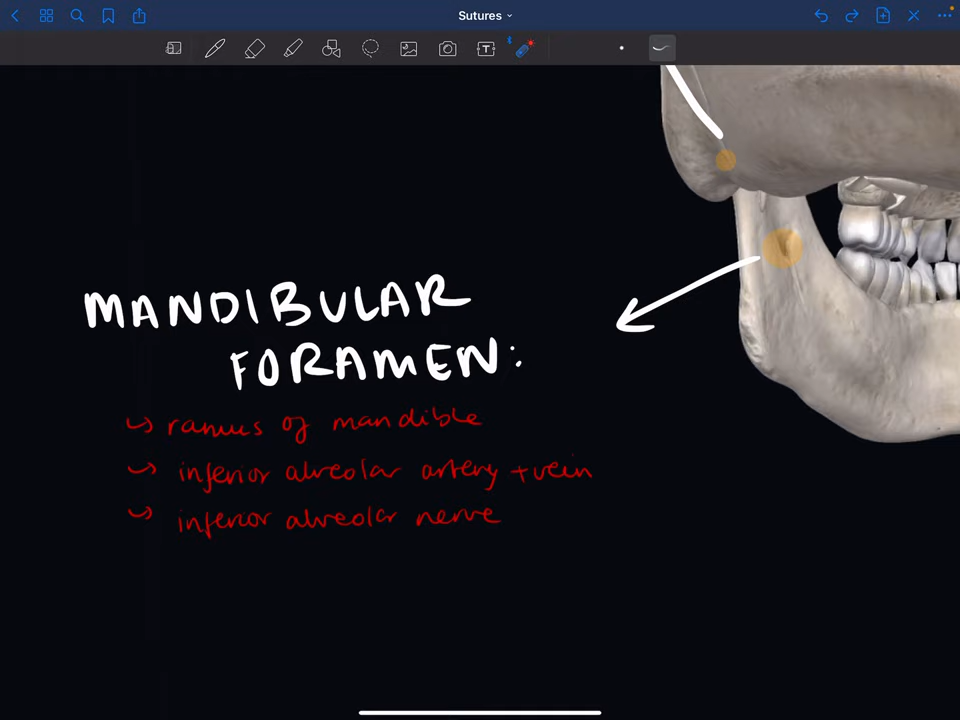 Sutures
MANDIBULAR
FORAMEN:
↪ ramus of mandible
↪ inferior alveolar artery + vein
↪ inferior alveolar nerve